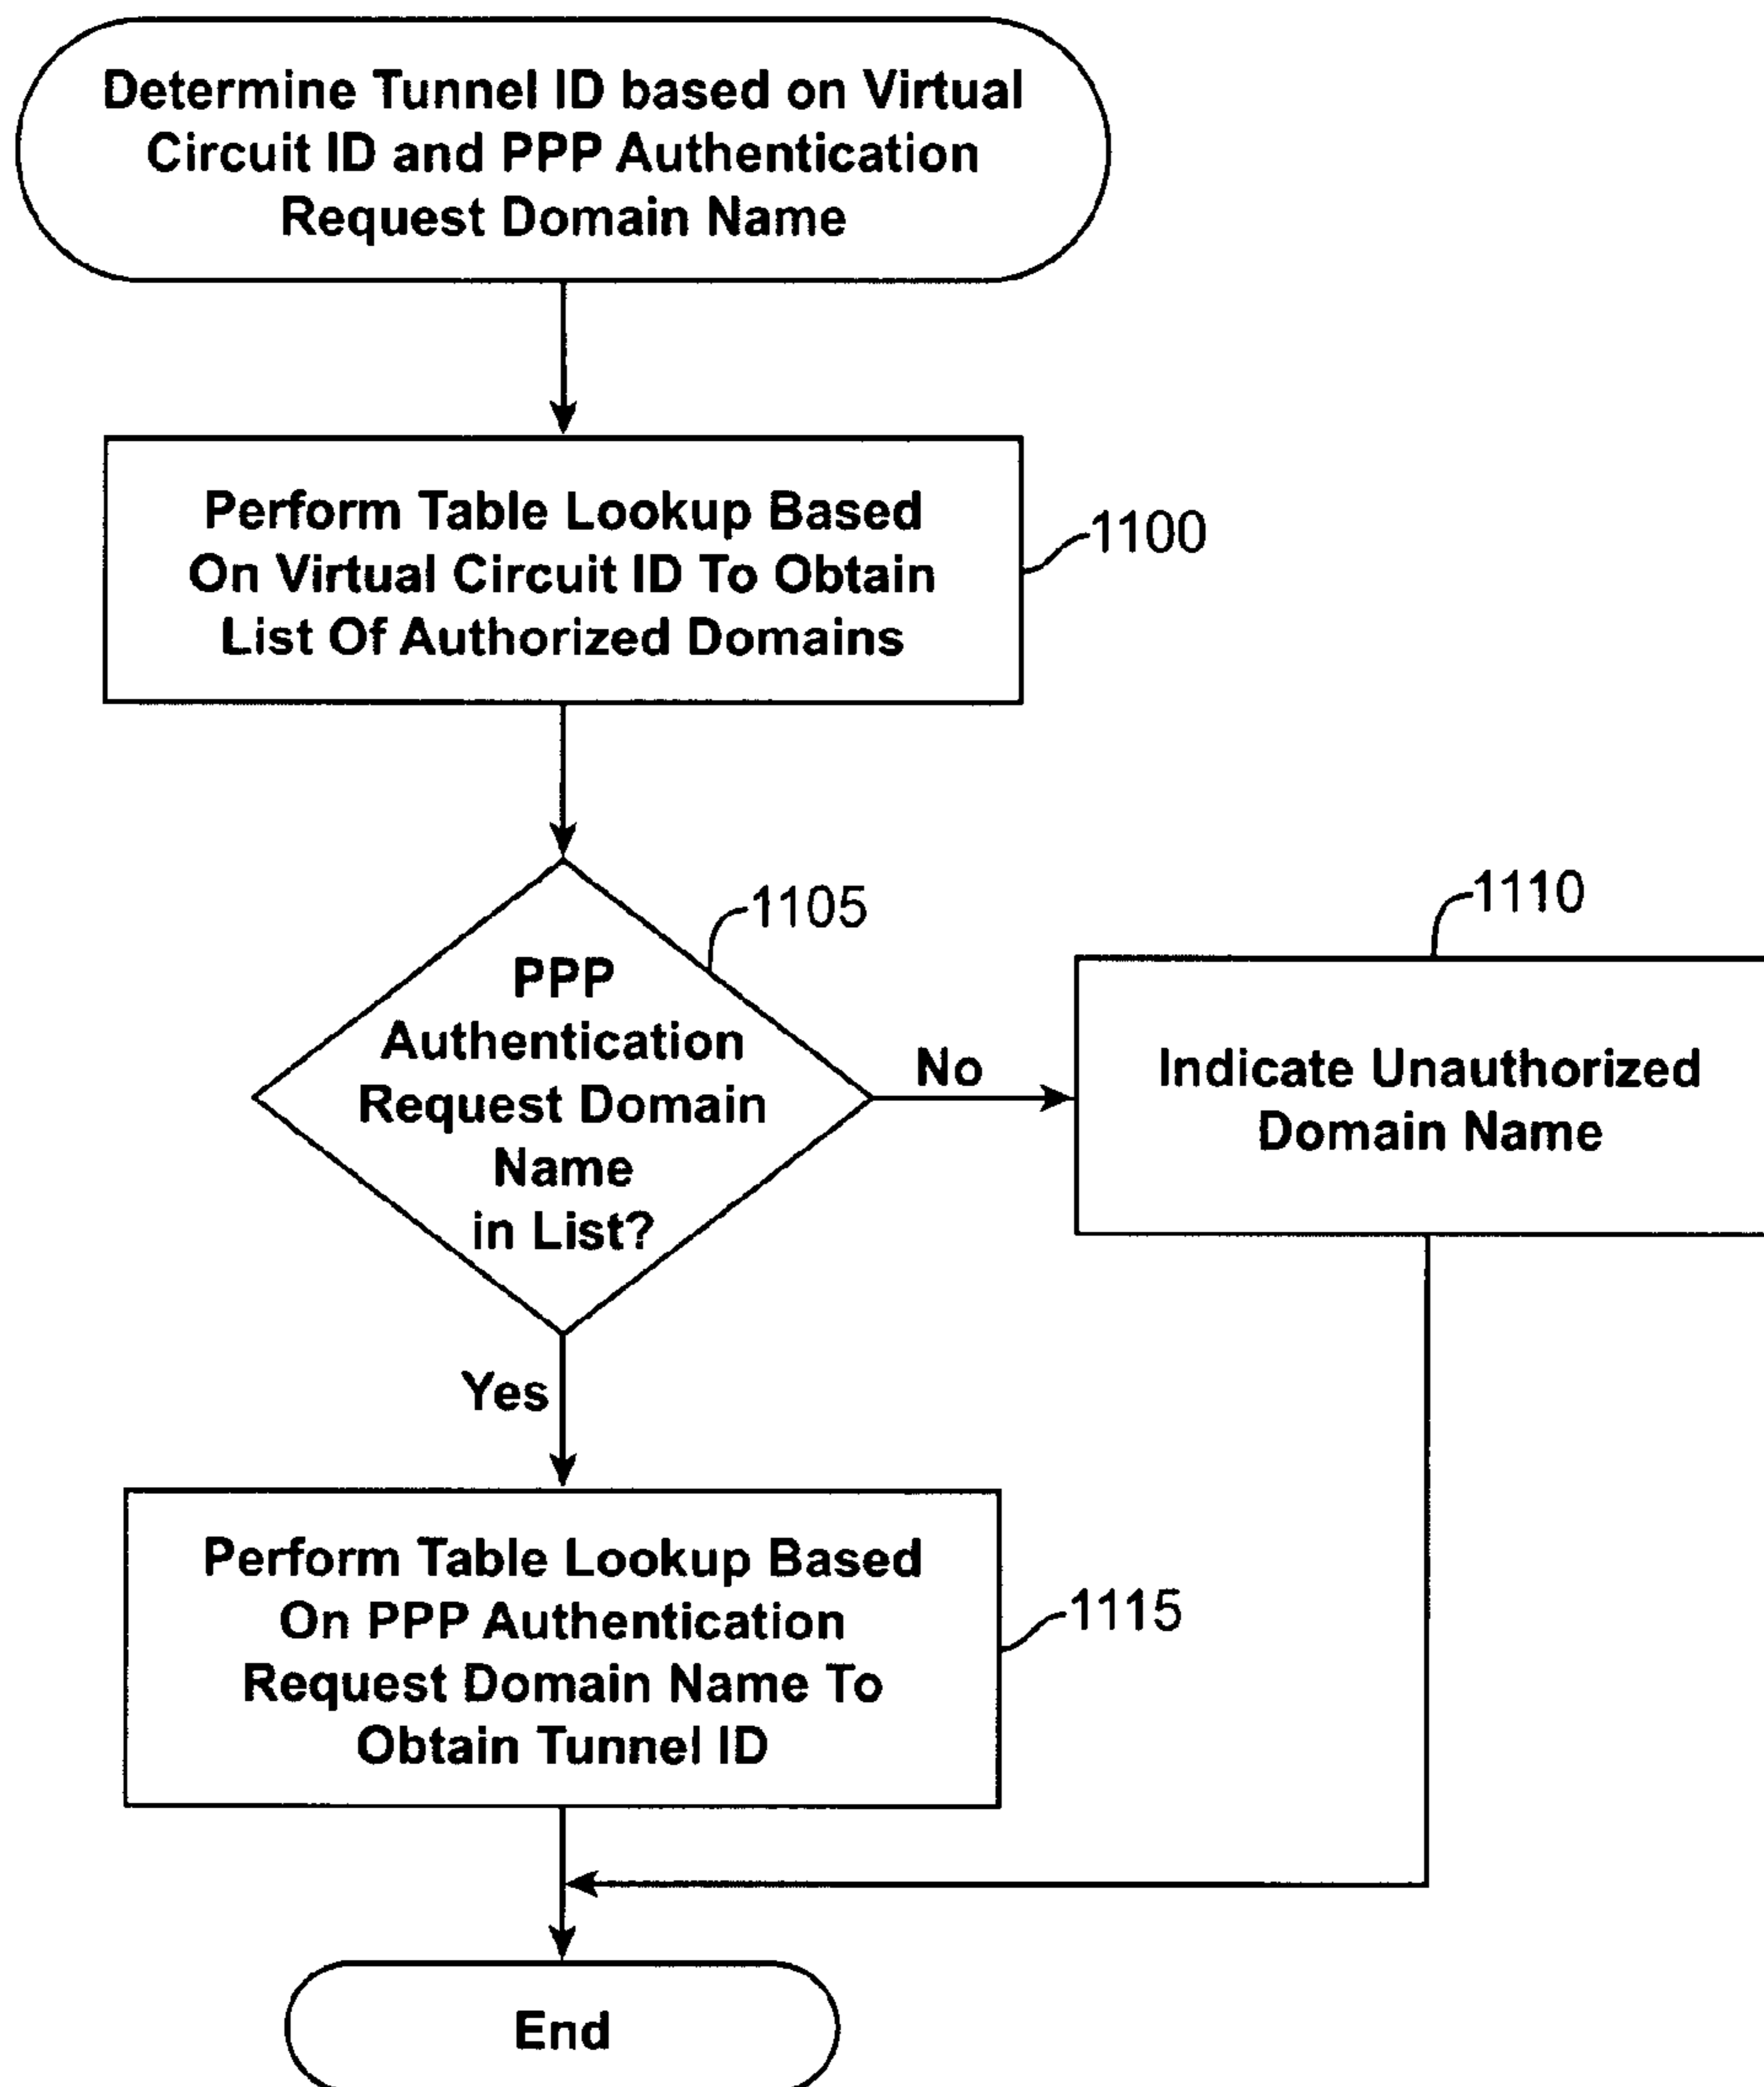 Determine Tunnel ID based on Virtual
Circuit ID and PPP Authentication
Request Domain Name
Perform Table Lookup Based
On Virtual Circuit ID To Obtain
List Of Authorized Domains
1100
1105
PPP
Authentication
Request Domain
Name
in List?
No
1110
Indicate Unauthorized
Domain Name
Yes
Perform Table Lookup Based
On PPP Authentication
Request Domain Name To
Obtain Tunnel ID
1115
End